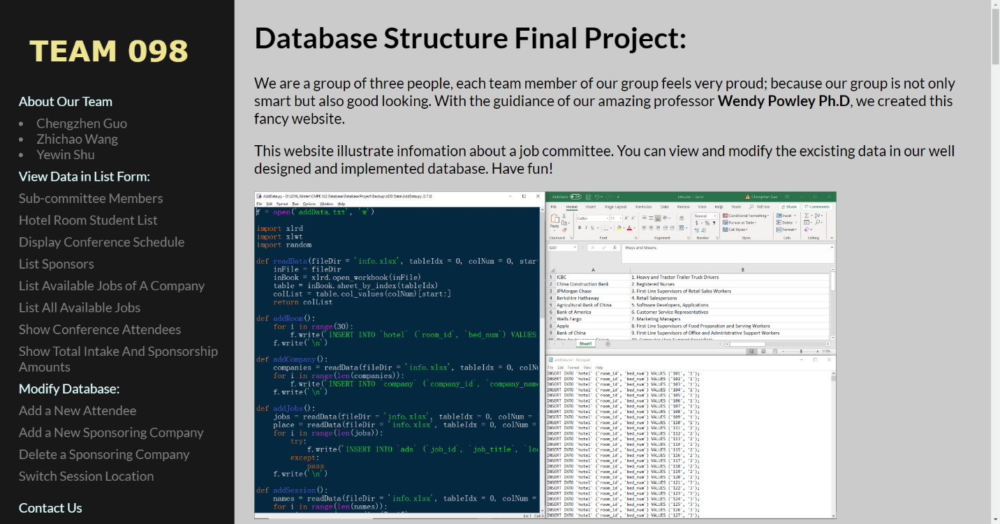 TEAM 098
About Our Team
Chengzhen Guo
Zhichao Wang
Yewin Shu
View Data in List Form:
Sub-committee Members
Hotel Room Student List
Display Conference Schedule
List Sponsors
List Available Jobs of A Company
List All Available Jobs
Show Conference Attendees
Show Total Intake And Sponsorship
Amounts
Modify Database:
Add a New Attendee
Add a New Sponsoring Company
Delete a Sponsoring Company
Switch Session Location
Contact Us
Database Structure Final Project:
We are a group of three people, each team member of our group feels very proud; because our group is not only
smart but also good looking. With the guidiance of our amazing professor Wendy Powley Ph.D, we created this
fancy website.
This website illustrate infomation about a job committee. You can view and modify the excisting data in our well
designed and implemented database. Have fun!
AddData.py - D:\2019_Winter\CMPE 332 Database\Database Project\Backup\ADD Data\AddData.py (3.7.0)
File Edit Format Run Options Window Help
f = open('addData.txt', 'w')
import xlrd
import xlwt
import random
def readData(fileDir = 'info.xlsx', tableIdx = 0, colNum = 0, star
inFile = fileDir
inBook = xlrd.open_workbook(inFile)
table = inBook.sheet_by_index(tableIdx)
colList = table.col_values(colNum)[start:]
return colList
def addRoom():
for i in range(30):
f.write('INSERT INTO `hotel` (`room_id`, `bed_num`) VALUES
f.write('\n')
def addCompany():
companies = readData(fileDir = 'info.xlsx', tableIdx = 0, colNu
for i in range(len(companies)):
f.write('INSERT INTO `company` (`company_id`, `company_nam
f.write('\n')
def addJobs():
jobs = readData(fileDir = 'info.xlsx', tableIdx = 0, colNum =
place = readData(fileDir = 'info.xlsx', tableIdx = 0, colNum =
for i in range(len(jobs)):
try:
f.write('INSERT INTO `ads` (`job_id`, `job_title`, `lo
except:
pass
f.write('\n')
def addSession():
names = readData(fileDir = 'info.xlsx', tableIdx = 0, colNum =
for i in range(len(names)):
Ln: 1 Col: 0
AutoSave Off info.xlsx - Excel Chengzhen Guo
File Home Insert Page Layout Formulas Data Review View Help Team Tell me Share Comments
Paste Calibri 11 General Conditional Formatting Insert
Format as Table Delete
Cell Styles Format
Clipboard Font Alignment Number Styles Cells Editing
G19 Ways and Means
A B
1 ICBC 1. Heavy and Tractor-Trailer Truck Drivers
2 China Construction Bank 2. Registered Nurses
3 JPMorgan Chase 3. First-Line Supervisors of Retail Sales Workers
4 Berkshire Hathaway 4. Retail Salespersons
5 Agricultural Bank of China 5. Software Developers, Applications
6 Bank of America 6. Customer Service Representatives
7 Wells Fargo 7. Marketing Managers
8 Apple 8. First-Line Supervisors of Food Preparation and Serving Workers
9 Bank of China 9. First-Line Supervisors of Office and Administrative Support Workers
Sheet1
115%
addData.txt - Notepad
File Edit Format View Help
INSERT INTO `hotel` (`room_id`, `bed_num`) VALUES ('101', '1');
INSERT INTO `hotel` (`room_id`, `bed_num`) VALUES ('102', '1');
INSERT INTO `hotel` (`room_id`, `bed_num`) VALUES ('103', '1');
INSERT INTO `hotel` (`room_id`, `bed_num`) VALUES ('104', '1');
INSERT INTO `hotel` (`room_id`, `bed_num`) VALUES ('105', '1');
INSERT INTO `hotel` (`room_id`, `bed_num`) VALUES ('106', '1');
INSERT INTO `hotel` (`room_id`, `bed_num`) VALUES ('107', '1');
INSERT INTO `hotel` (`room_id`, `bed_num`) VALUES ('108', '1');
INSERT INTO `hotel` (`room_id`, `bed_num`) VALUES ('109', '1');
INSERT INTO `hotel` (`room_id`, `bed_num`) VALUES ('110', '1');
INSERT INTO `hotel` (`room_id`, `bed_num`) VALUES ('111', '2');
INSERT INTO `hotel` (`room_id`, `bed_num`) VALUES ('112', '2');
INSERT INTO `hotel` (`room_id`, `bed_num`) VALUES ('113', '2');
INSERT INTO `hotel` (`room_id`, `bed_num`) VALUES ('114', '2');
INSERT INTO `hotel` (`room_id`, `bed_num`) VALUES ('115', '2');
INSERT INTO `hotel` (`room_id`, `bed_num`) VALUES ('116', '2');
INSERT INTO `hotel` (`room_id`, `bed_num`) VALUES ('117', '2');
INSERT INTO `hotel` (`room_id`, `bed_num`) VALUES ('118', '2');
INSERT INTO `hotel` (`room_id`, `bed_num`) VALUES ('119', '2');
INSERT INTO `hotel` (`room_id`, `bed_num`) VALUES ('120', '2');
INSERT INTO `hotel` (`room_id`, `bed_num`) VALUES ('121', '3');
INSERT INTO `hotel` (`room_id`, `bed_num`) VALUES ('122', '3');
INSERT INTO `hotel` (`room_id`, `bed_num`) VALUES ('123', '3');
INSERT INTO `hotel` (`room_id`, `bed_num`) VALUES ('124', '3');
INSERT INTO `hotel` (`room_id`, `bed_num`) VALUES ('125', '3');
INSERT INTO `hotel` (`room_id`, `bed_num`) VALUES ('126', '3');
INSERT INTO `hotel` (`room_id`, `bed_num`) VALUES ('127', '3');